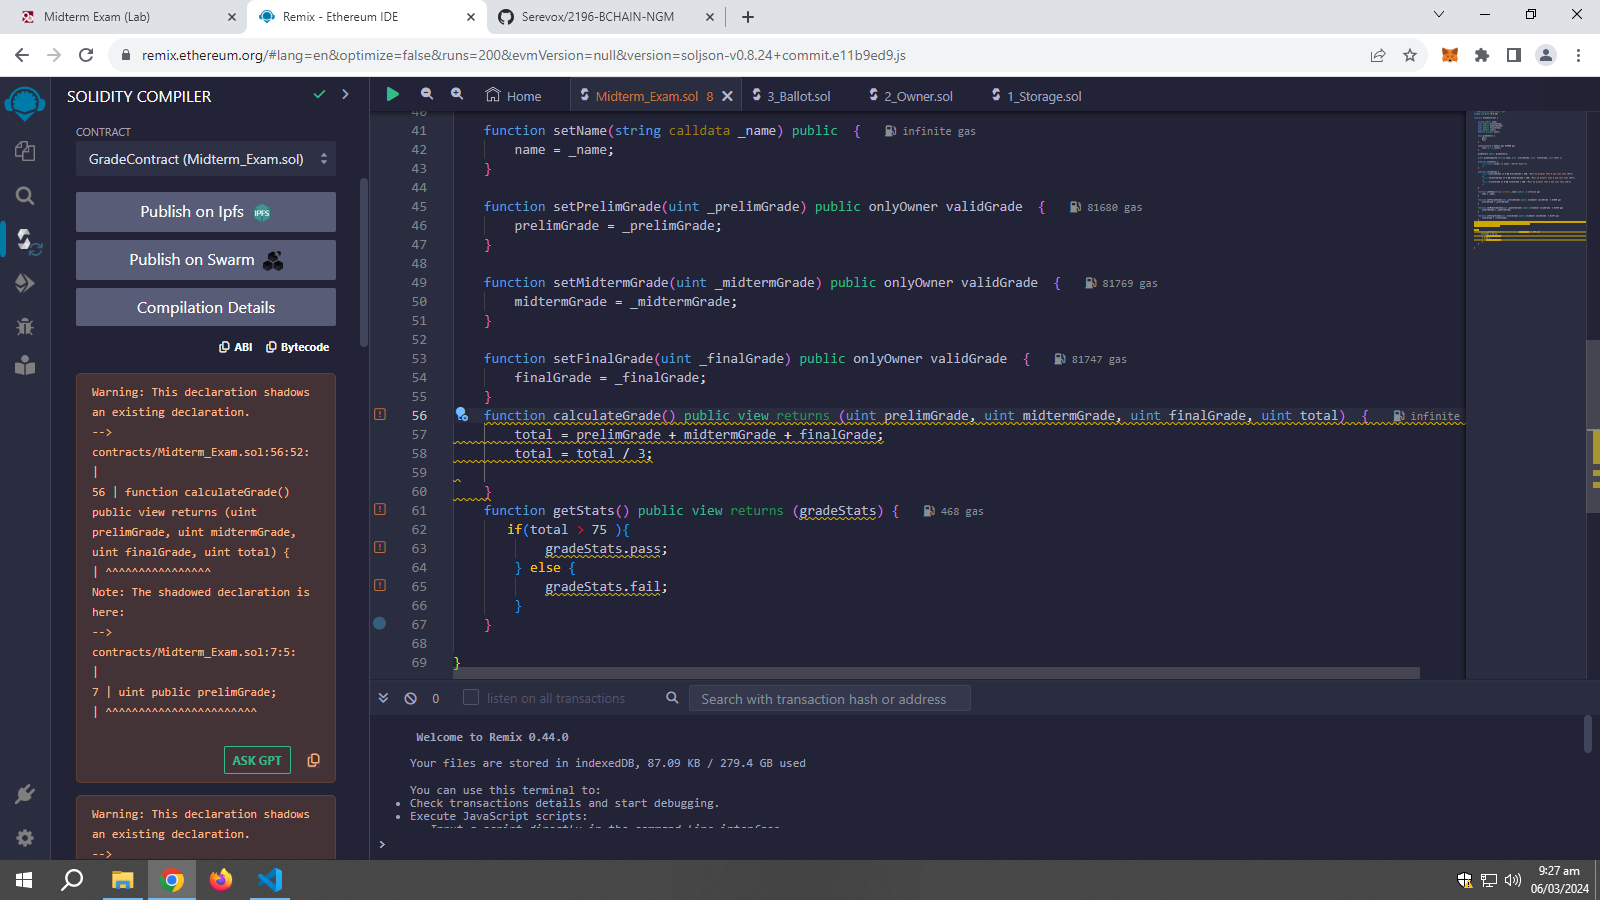 Midterm Exam (Lab)
Remix - Ethereum IDE
Serevox/2196-BCHAIN-NGM
remix.ethereum.org/#lang=en&optimize=false&runs=200&evmVersion=null&version=soljson-v0.8.24+commit.e11b9ed9.js
SOLIDITY COMPILER
CONTRACT
GradeContract (Midterm_Exam.sol)
Publish on Ipfs
IPFS
Publish on Swarm
Compilation Details
ABI
Bytecode
Warning: This declaration shadows
an existing declaration.
-->
contracts/Midterm_Exam.sol:56:52:
|
56 | function calculateGrade()
public view returns (uint
prelimGrade, uint midtermGrade,
uint finalGrade, uint total) {
| ^^^^^^^^^^^^^^^^
Note: The shadowed declaration is
here:
-->
contracts/Midterm_Exam.sol:7:5:
|
7 | uint public prelimGrade;
| ^^^^^^^^^^^^^^^^^^^^^^^
ASK GPT
Warning: This declaration shadows
an existing declaration.
-->
Home
Midterm_Exam.sol 8
3_Ballot.sol
2_Owner.sol
1_Storage.sol
40
41 function setName(string calldata _name) public { infinite gas
42 name = _name;
43 }
44
45 function setPrelimGrade(uint _prelimGrade) public onlyOwner validGrade { 81680 gas
46 prelimGrade = _prelimGrade;
47 }
48
49 function setMidtermGrade(uint _midtermGrade) public onlyOwner validGrade { 81769 gas
50 midtermGrade = _midtermGrade;
51 }
52
53 function setFinalGrade(uint _finalGrade) public onlyOwner validGrade { 81747 gas
54 finalGrade = _finalGrade;
55 }
56 function calculateGrade() public view returns (uint prelimGrade, uint midtermGrade, uint finalGrade, uint total) { infinite
57 total = prelimGrade + midtermGrade + finalGrade;
58 total = total / 3;
59
60 }
61 function getStats() public view returns (gradeStats) { 468 gas
62 if(total > 75 ){
63 gradeStats.pass;
64 } else {
65 gradeStats.fail;
66 }
67 }
68
69 }
0
listen on all transactions
Search with transaction hash or address
Welcome to Remix 0.44.0
Your files are stored in indexedDB, 87.09 KB / 279.4 GB used
You can use this terminal to:
• Check transactions details and start debugging.
• Execute JavaScript scripts:
- Input a script directly in the command line interface
>
9:27 am
06/03/2024